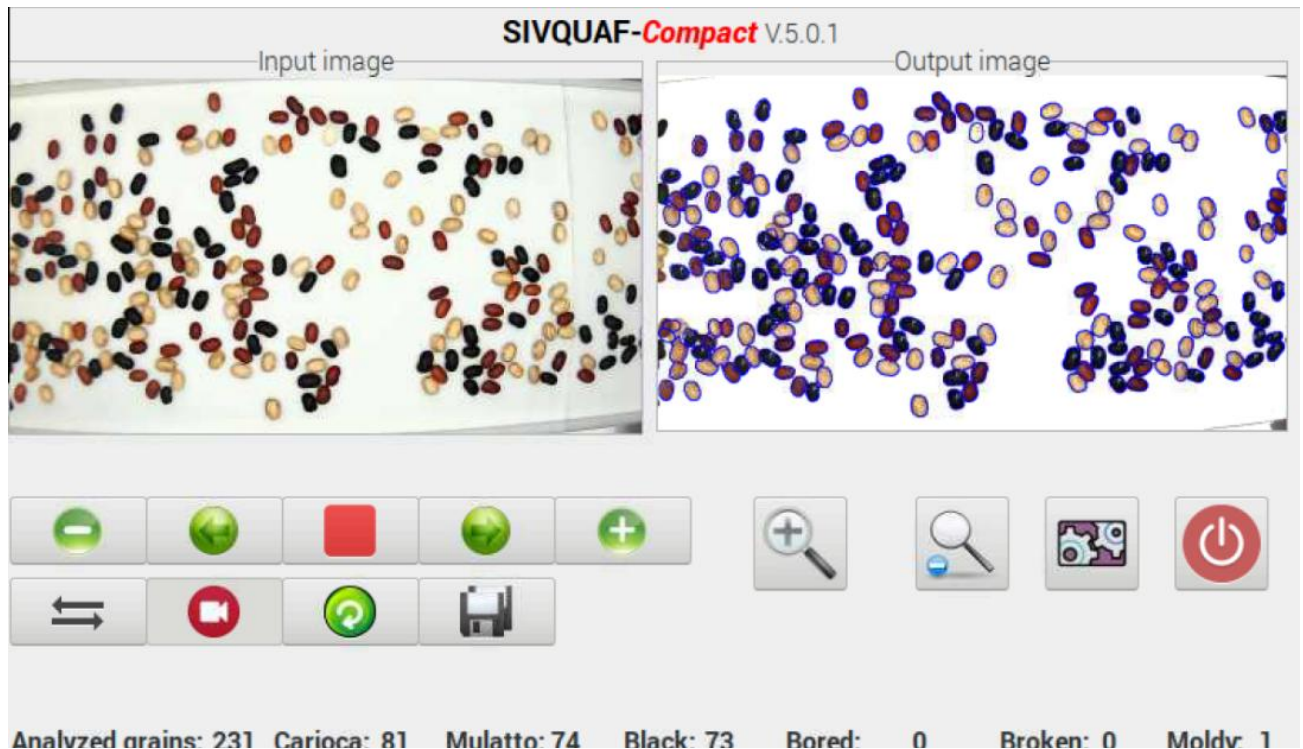 SIVQUAF-Compact V.5.0.1
Input image Output image
Analyzed grains: 231 Carioca: 81 Mulatto: 74 Black: 73 Bored: 0 Broken: 0 Moldy: 1